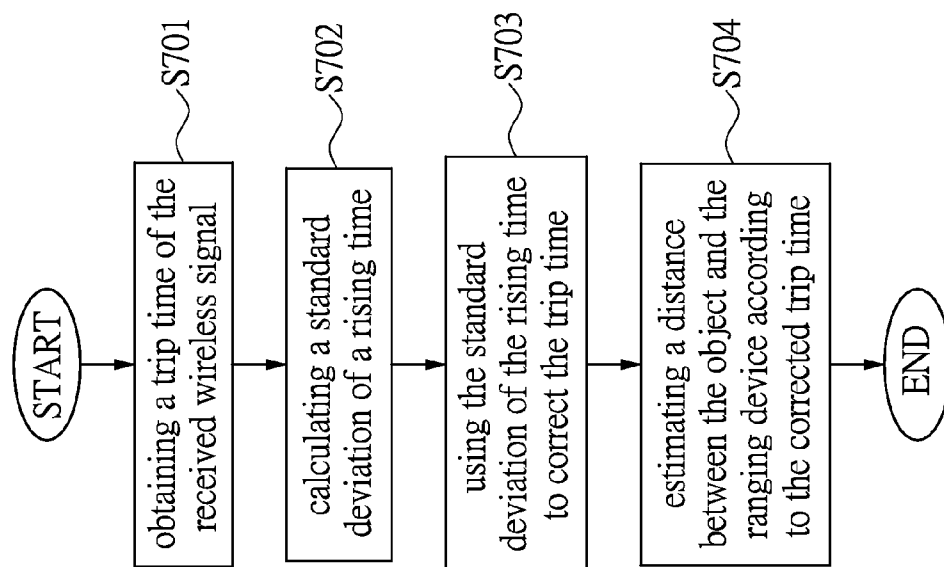 START
obtaining a trip time of the
received wireless signal
S701
calculating a standard
deviation of a rising time
S702
using the standard
deviation of the rising time
to correct the trip time
S703
estimating a distance
between the object and the
ranging device according
to the corrected trip time
S704
END